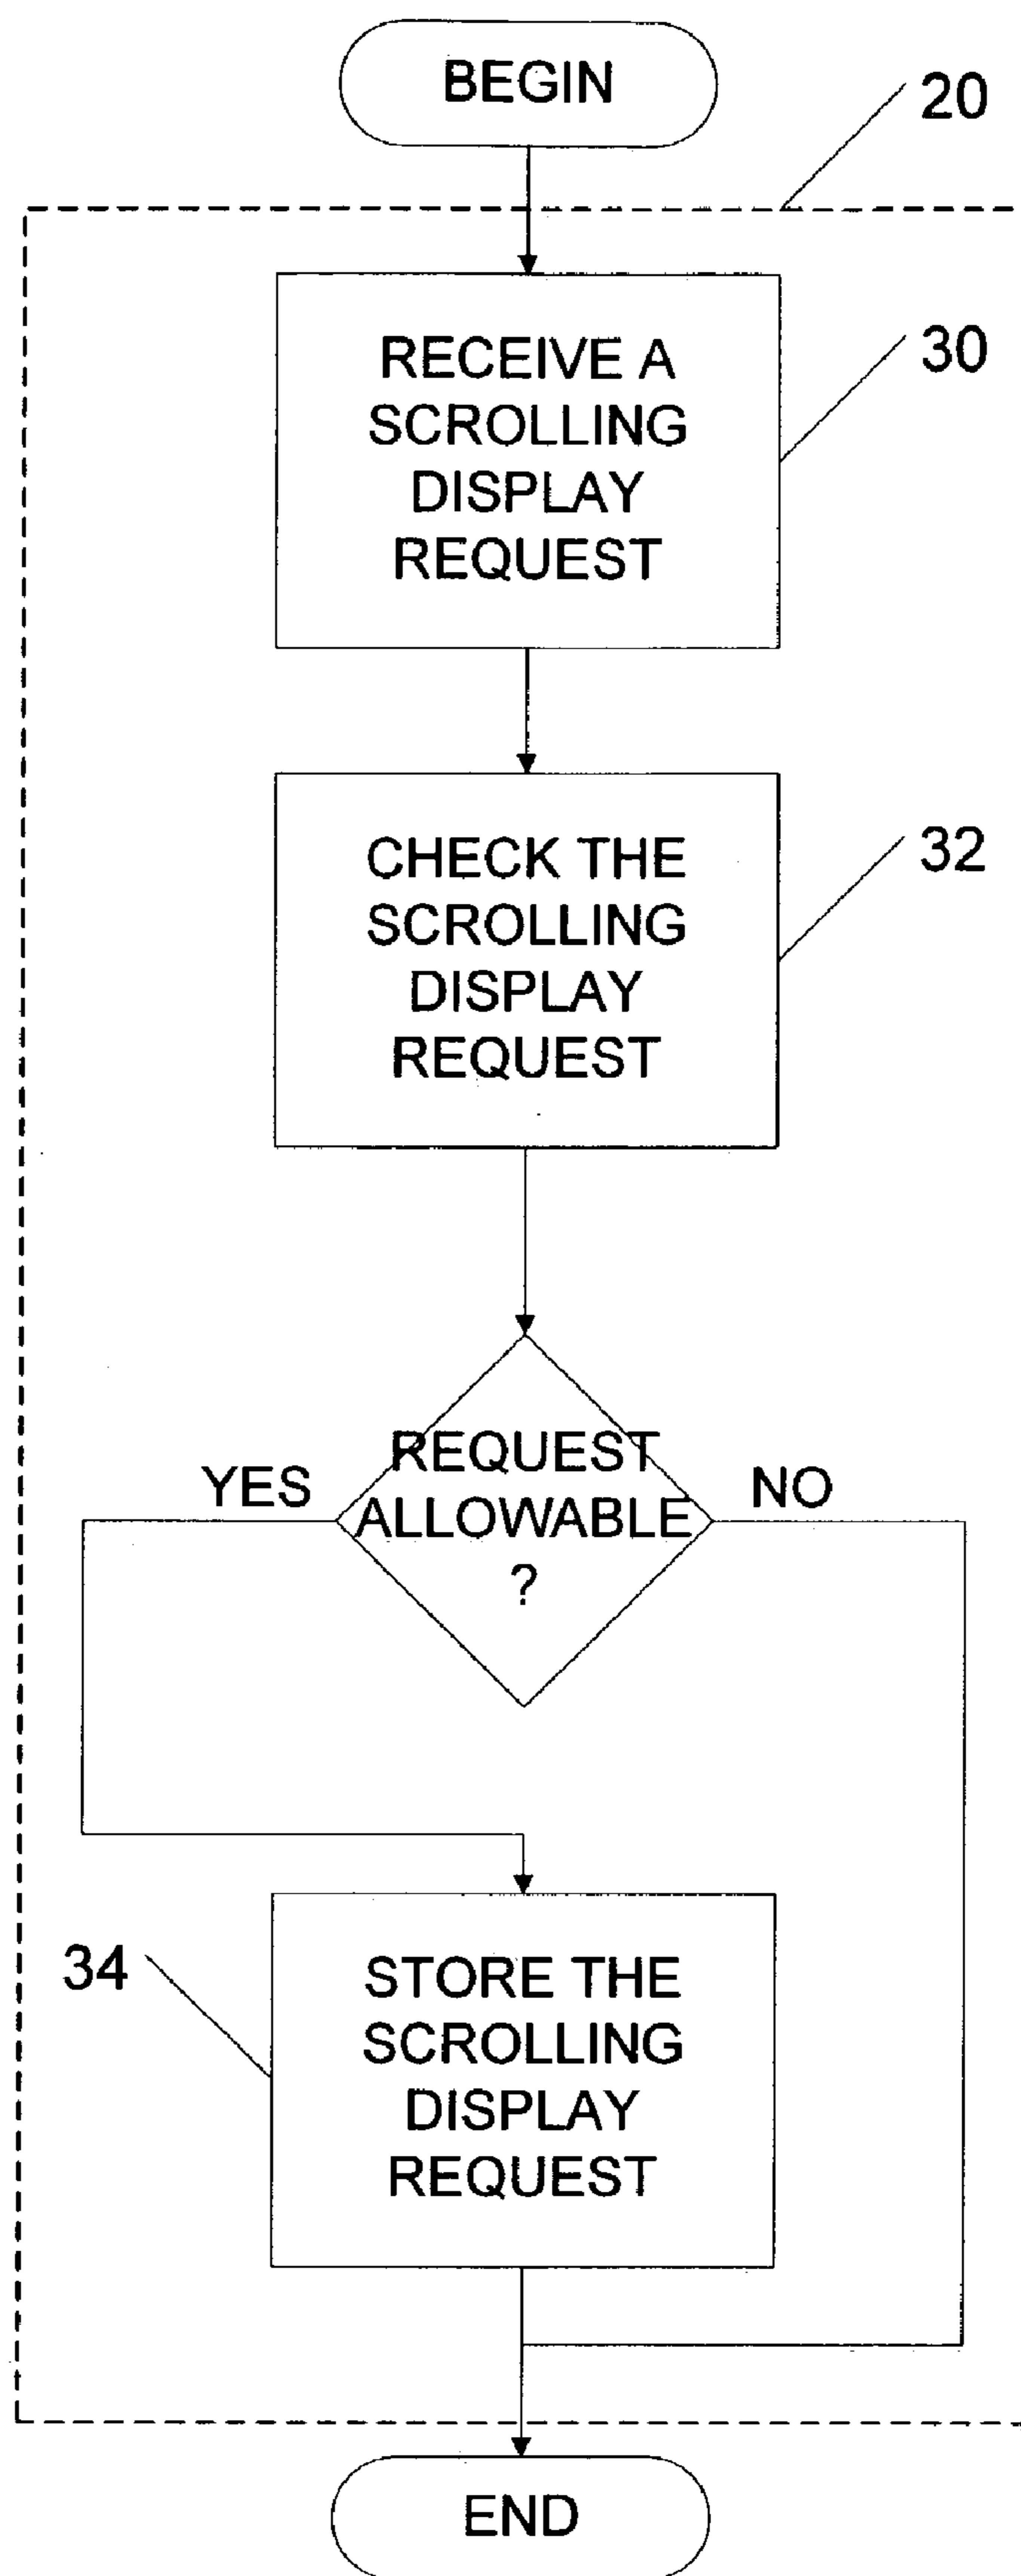 BEGIN
20
RECEIVE A
SCROLLING
DISPLAY
REQUEST
30
CHECK THE
SCROLLING
DISPLAY
REQUEST
32
REQUEST
ALLOWABLE
?
YES
NO
34
STORE THE
SCROLLING
DISPLAY
REQUEST
END